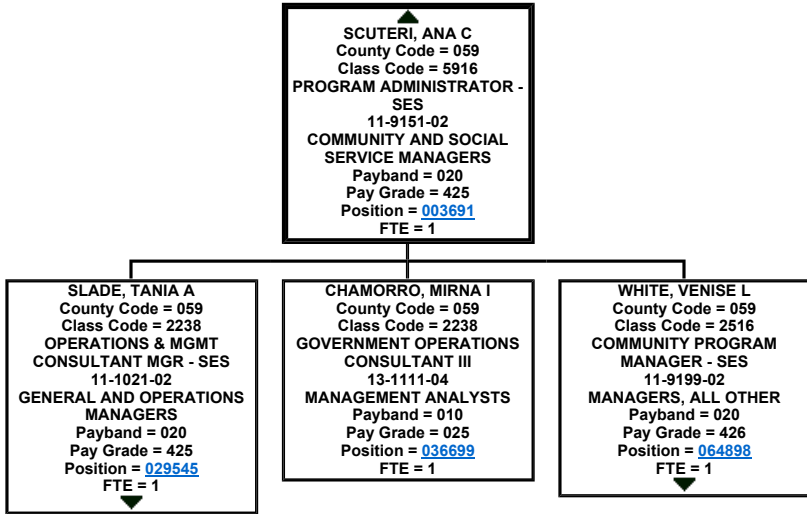 SCUTERI, ANA C
County Code = 059
Class Code = 5916
PROGRAM ADMINISTRATOR -
SES
11-9151-02
COMMUNITY AND SOCIAL
SERVICE MANAGERS
Payband = 020
Pay Grade = 425
Position = 003691
FTE = 1
SLADE, TANIA A
County Code = 059
Class Code = 2238
OPERATIONS & MGMT
CONSULTANT MGR - SES
11-1021-02
GENERAL AND OPERATIONS
MANAGERS
Payband = 020
Pay Grade = 425
Position = 029545
FTE = 1
CHAMORRO, MIRNA I
County Code = 059
Class Code = 2238
GOVERNMENT OPERATIONS
CONSULTANT III
13-1111-04
MANAGEMENT ANALYSTS
Payband = 010
Pay Grade = 025
Position = 036699
FTE = 1
WHITE, VENISE L
County Code = 059
Class Code = 2516
COMMUNITY PROGRAM
MANAGER - SES
11-9199-02
MANAGERS, ALL OTHER
Payband = 020
Pay Grade = 426
Position = 064898
FTE = 1